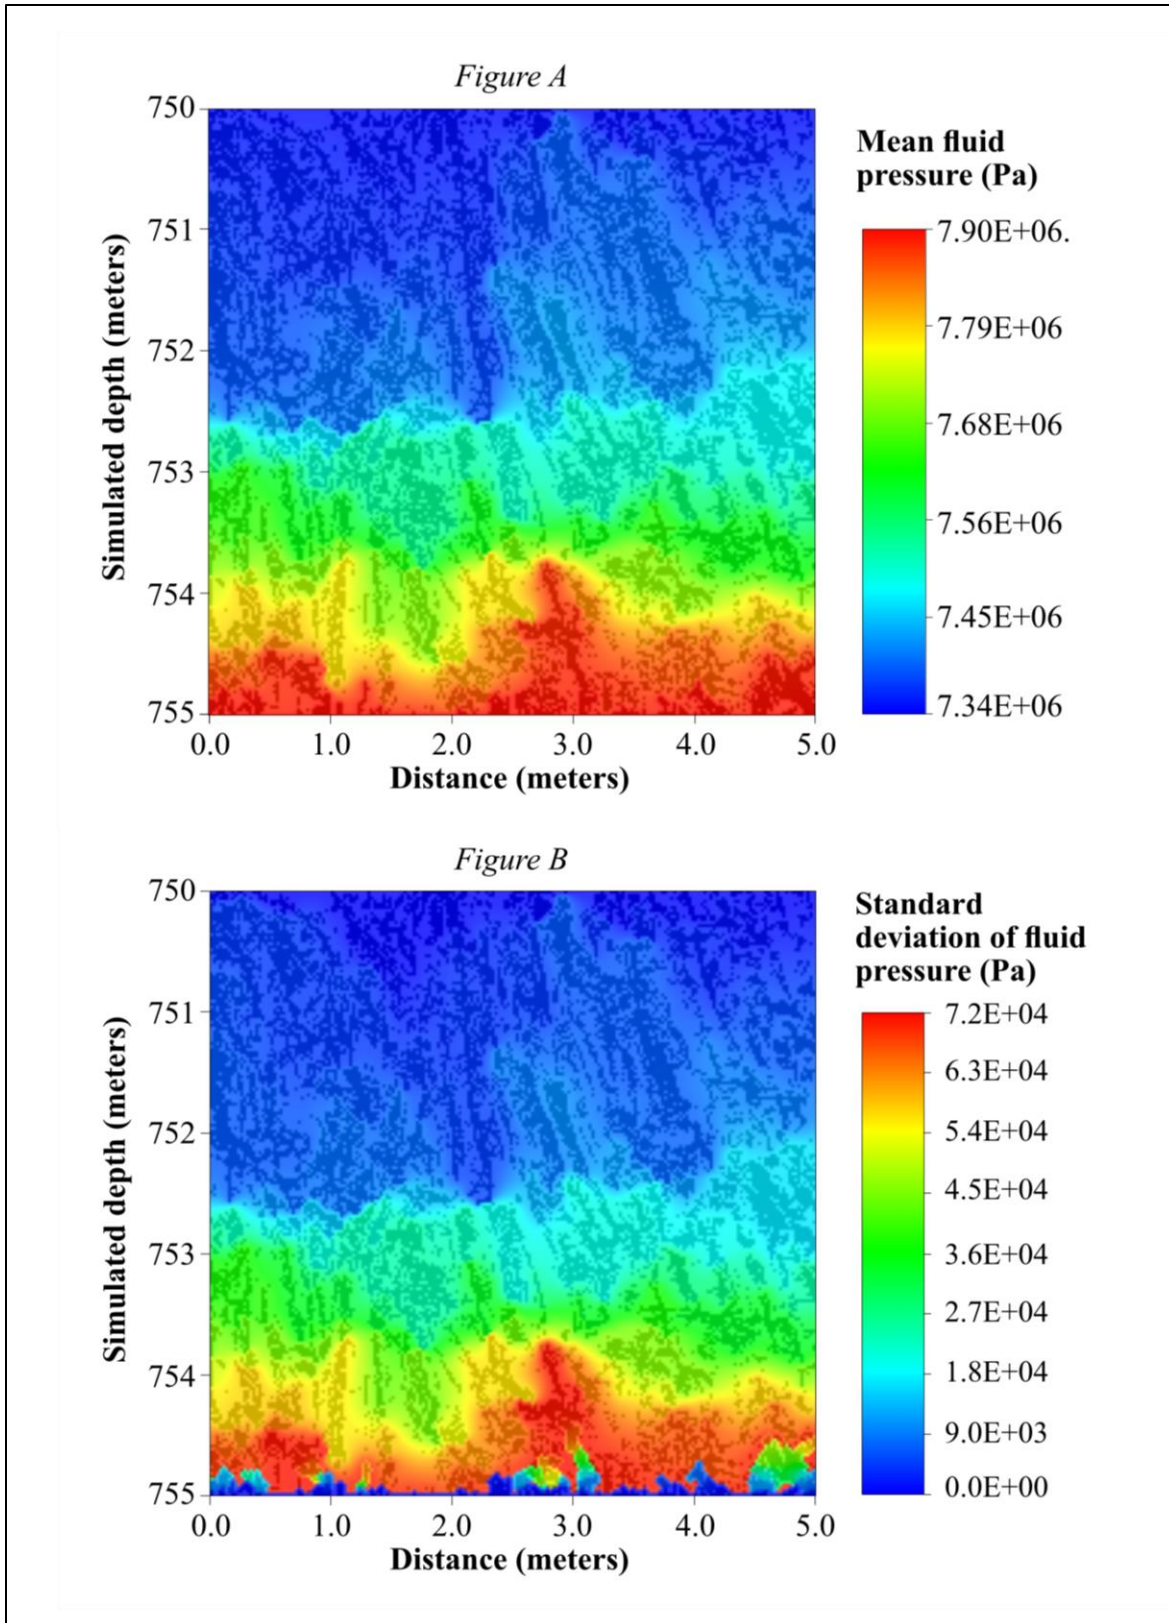 Figure A
750
751
752
753
754
755
Simulated depth (meters)
0.0 1.0 2.0 3.0 4.0 5.0
Distance (meters)
Mean fluid
pressure (Pa)
7.90E+06.
7.79E+06
7.68E+06
7.56E+06
7.45E+06
7.34E+06
Figure B
750
751
752
753
754
755
Simulated depth (meters)
0.0 1.0 2.0 3.0 4.0 5.0
Distance (meters)
Standard
deviation of fluid
pressure (Pa)
7.2E+04
6.3E+04
5.4E+04
4.5E+04
3.6E+04
2.7E+04
1.8E+04
9.0E+03
0.0E+00